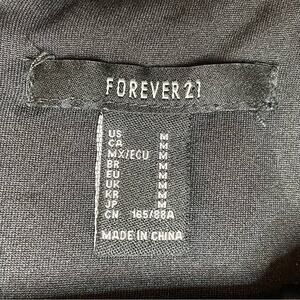 FOREVER 21
US M
CA M
MX/ECU M
BR M
EU M
UK M
KR M
JP M
CN 165/88A
MADE IN CHINA